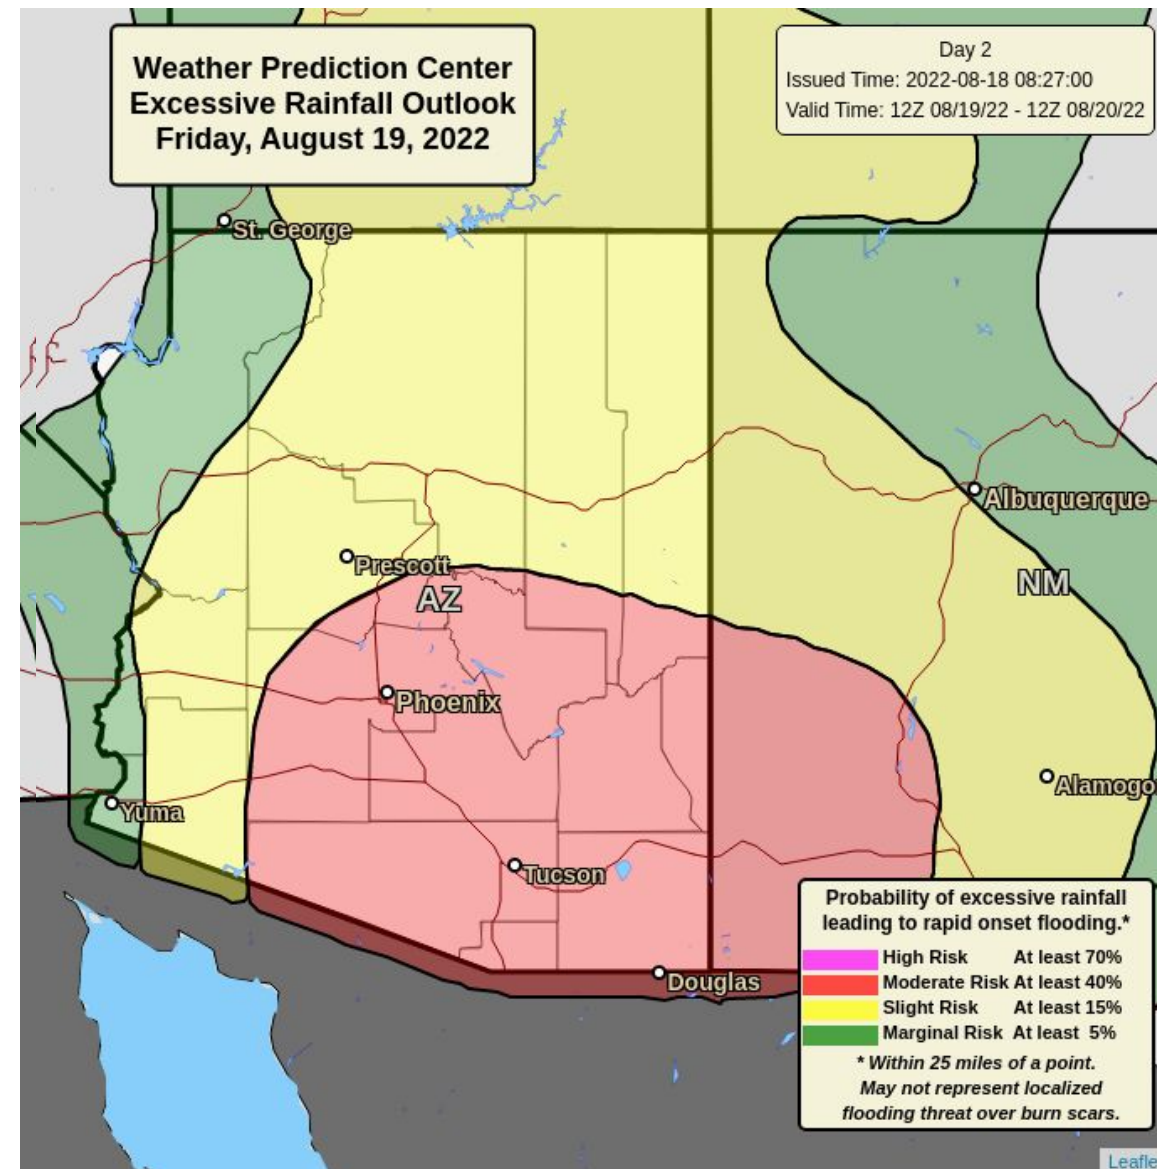 Weather Prediction Center
Excessive Rainfall Outlook
Friday, August 19, 2022
Day 2
Issued Time: 2022-08-18 08:27:00
Valid Time: 12Z 08/19/22 - 12Z 08/20/22
St. George
Albuquerque
Prescott
NM
AZ
Phoenix
Alamogo
Yuma
Tucson
Douglas
Probability of excessive rainfall
leading to rapid onset flooding.*
High Risk At least 70%
Moderate Risk At least 40%
Slight Risk At least 15%
Marginal Risk At least 5%
* Within 25 miles of a point.
May not represent localized
flooding threat over burn scars.
Leafle